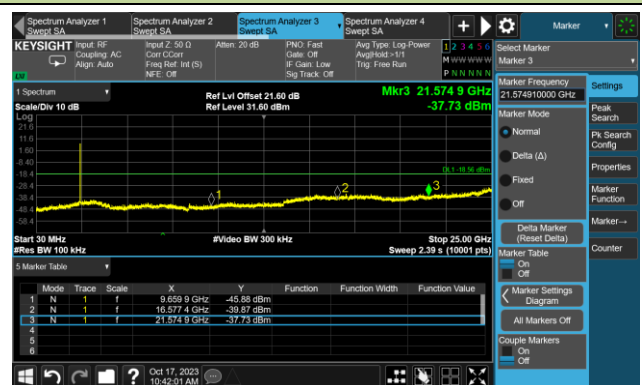 Spectrum Analyzer 1
Swept SA
Spectrum Analyzer 2
Swept SA
Spectrum Analyzer 3
Swept SA
Spectrum Analyzer 4
Swept SA
+
Marker
KEYSIGHT
Input: RF
Coupling: AC
Align: Auto
Input Z: 50 Ω
Corr CCorr
Freq Ref: Int (S)
NFE: Off
Atten: 20 dB
PNO: Fast
Gate: Off
IF Gain: Low
Sig Track: Off
Avg Type: Log-Power
Avg|Hold:>1/1
Trig: Free Run
1 2 3 4 5 6
M W W W W W
P N N N N N
LW
Select Marker
Marker 3
1 Spectrum
Scale/Div 10 dB
Log
Ref Lvl Offset 21.60 dB
Ref Level 31.60 dBm
Mkr3 21.574 9 GHz
-37.73 dBm
21.6
11.6
1.60
-8.40
-18.4
-28.4
-38.4
-48.4
-58.4
DL1 -18.56 dBm
1
2
3
Start 30 MHz
#Res BW 100 kHz
#Video BW 300 kHz
Stop 25.00 GHz
Sweep 2.39 s (10001 pts)
5 Marker Table
Mode Trace Scale X Y Function Function Width Function Value
1 N 1 f 9.659 9 GHz -45.88 dBm
2 N 1 f 16.577 4 GHz -39.87 dBm
3 N 1 f 21.574 9 GHz -37.73 dBm
4
5
6
Marker Frequency
21.574910000 GHz
Marker Mode
Normal
Delta (Δ)
Fixed
Off
Delta Marker
(Reset Delta)
Marker Table
On
Off
Marker Settings
Diagram
All Markers Off
Couple Markers
On
Off
Settings
Peak
Search
Pk Search
Config
Properties
Marker
Function
Marker→
Counter
?
Oct 17, 2023
10:42:01 AM